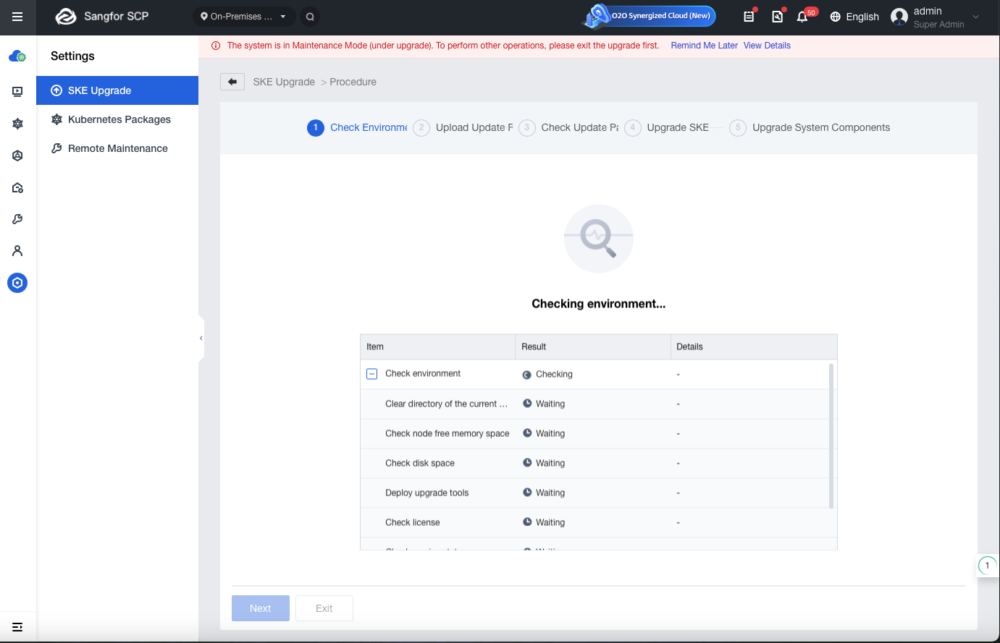 Sangfor SCP
On-Premises ...
O2O Synergized Cloud (New)
50
English
admin
Super Admin
Settings
The system is in Maintenance Mode (under upgrade). To perform other operations, please exit the upgrade first. Remind Me Later View Details
SKE Upgrade
Kubernetes Packages
Remote Maintenance
SKE Upgrade > Procedure
1 Check Environme
2 Upload Update F
3 Check Update Pa
4 Upgrade SKE
5 Upgrade System Components
Checking environment...
Item Result Details
Check environment Checking -
Clear directory of the current ... Waiting -
Check node free memory space Waiting -
Check disk space Waiting -
Deploy upgrade tools Waiting -
Check license Waiting -
1
Next Exit